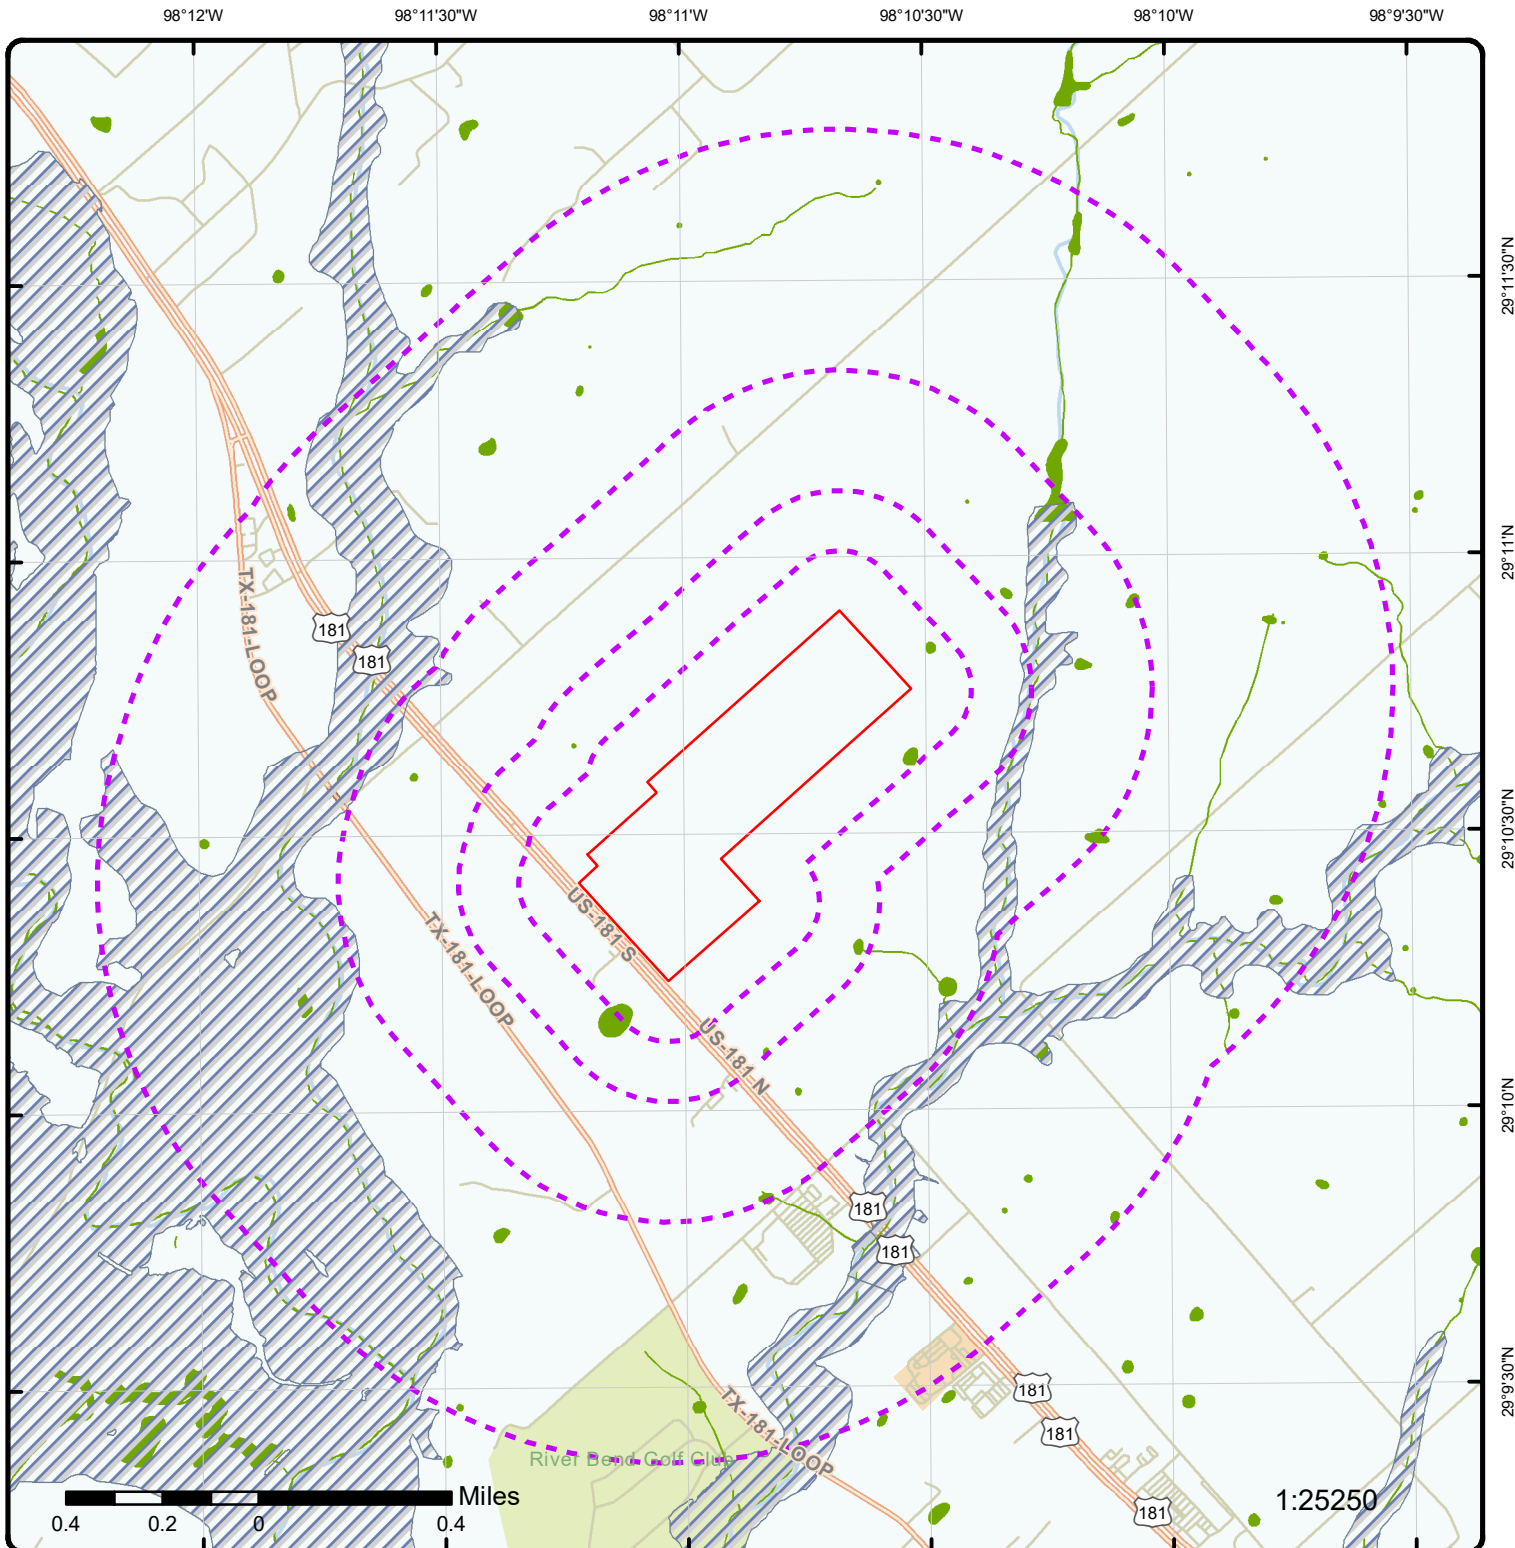 98°12'W 98°11'30"W 98°11'W 98°10'30"W 98°10'W 98°9'30"W
29°11'30"N
29°11'N
181
TX-181-LOOP
181
29°10'30"N
US-181 S
TX-181-LOOP
US-181 N
29°10'N
181
181
29°9'30"N
181
TX-181-LOOP
181
River Bend Golf Club
Miles
1:25250
181
0.4 0.2 0 0.4